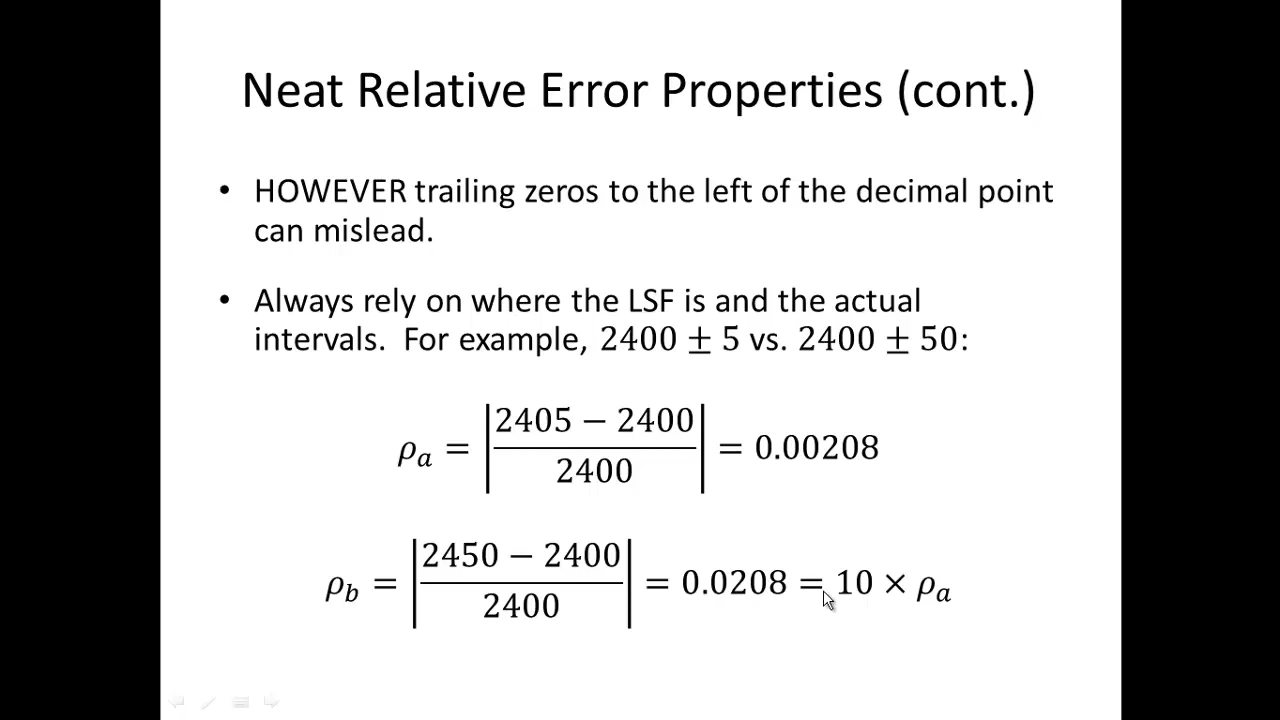 Neat Relative Error Properties (cont.)
• HOWEVER trailing zeros to the left of the decimal point
can mislead.
• Always rely on where the LSF is and the actual
intervals. For example, 2400 ± 5 vs. 2400 ± 50:
𝜌ₐ = |(2405 − 2400)/2400| = 0.00208
𝜌_b = |(2450 − 2400)/2400| = 0.0208 = 10 × 𝜌ₐ